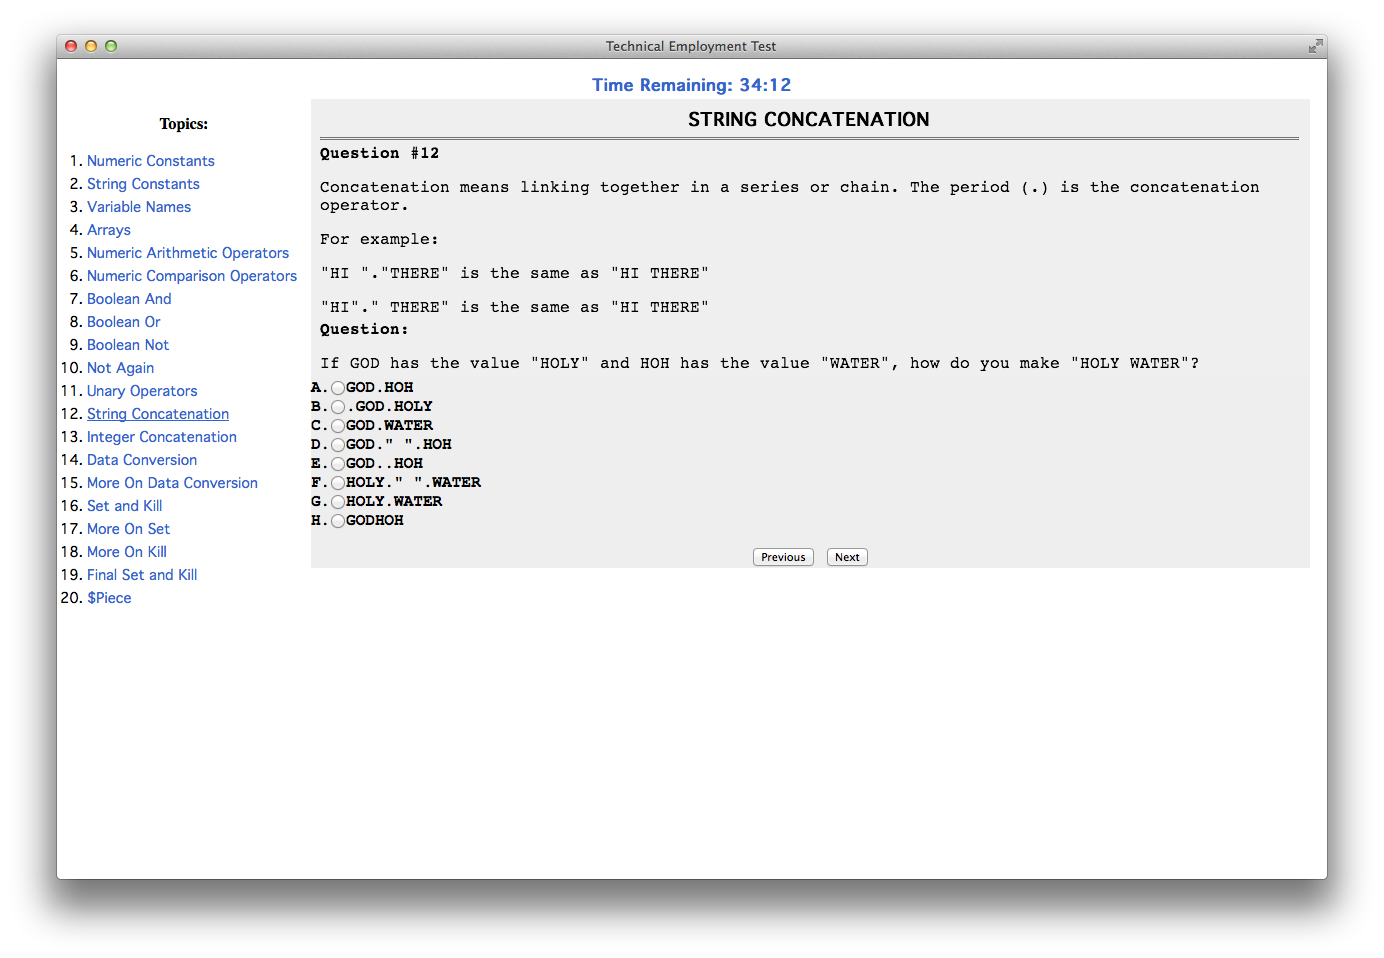 Technical Employment Test
Time Remaining: 34:12
Topics:
1. Numeric Constants
2. String Constants
3. Variable Names
4. Arrays
5. Numeric Arithmetic Operators
6. Numeric Comparison Operators
7. Boolean And
8. Boolean Or
9. Boolean Not
10. Not Again
11. Unary Operators
12. String Concatenation
13. Integer Concatenation
14. Data Conversion
15. More On Data Conversion
16. Set and Kill
17. More On Set
18. More On Kill
19. Final Set and Kill
20. $Piece
STRING CONCATENATION
Question #12
Concatenation means linking together in a series or chain. The period (.) is the concatenation
operator.
For example:
"HI "."THERE" is the same as "HI THERE"
"HI"." THERE" is the same as "HI THERE"
Question:
If GOD has the value "HOLY" and HOH has the value "WATER", how do you make "HOLY WATER"?
A. GOD.HOH
B. .GOD.HOLY
C. GOD.WATER
D. GOD." ".HOH
E. GOD..HOH
F. HOLY." ".WATER
G. HOLY.WATER
H. GODHOH
Previous Next